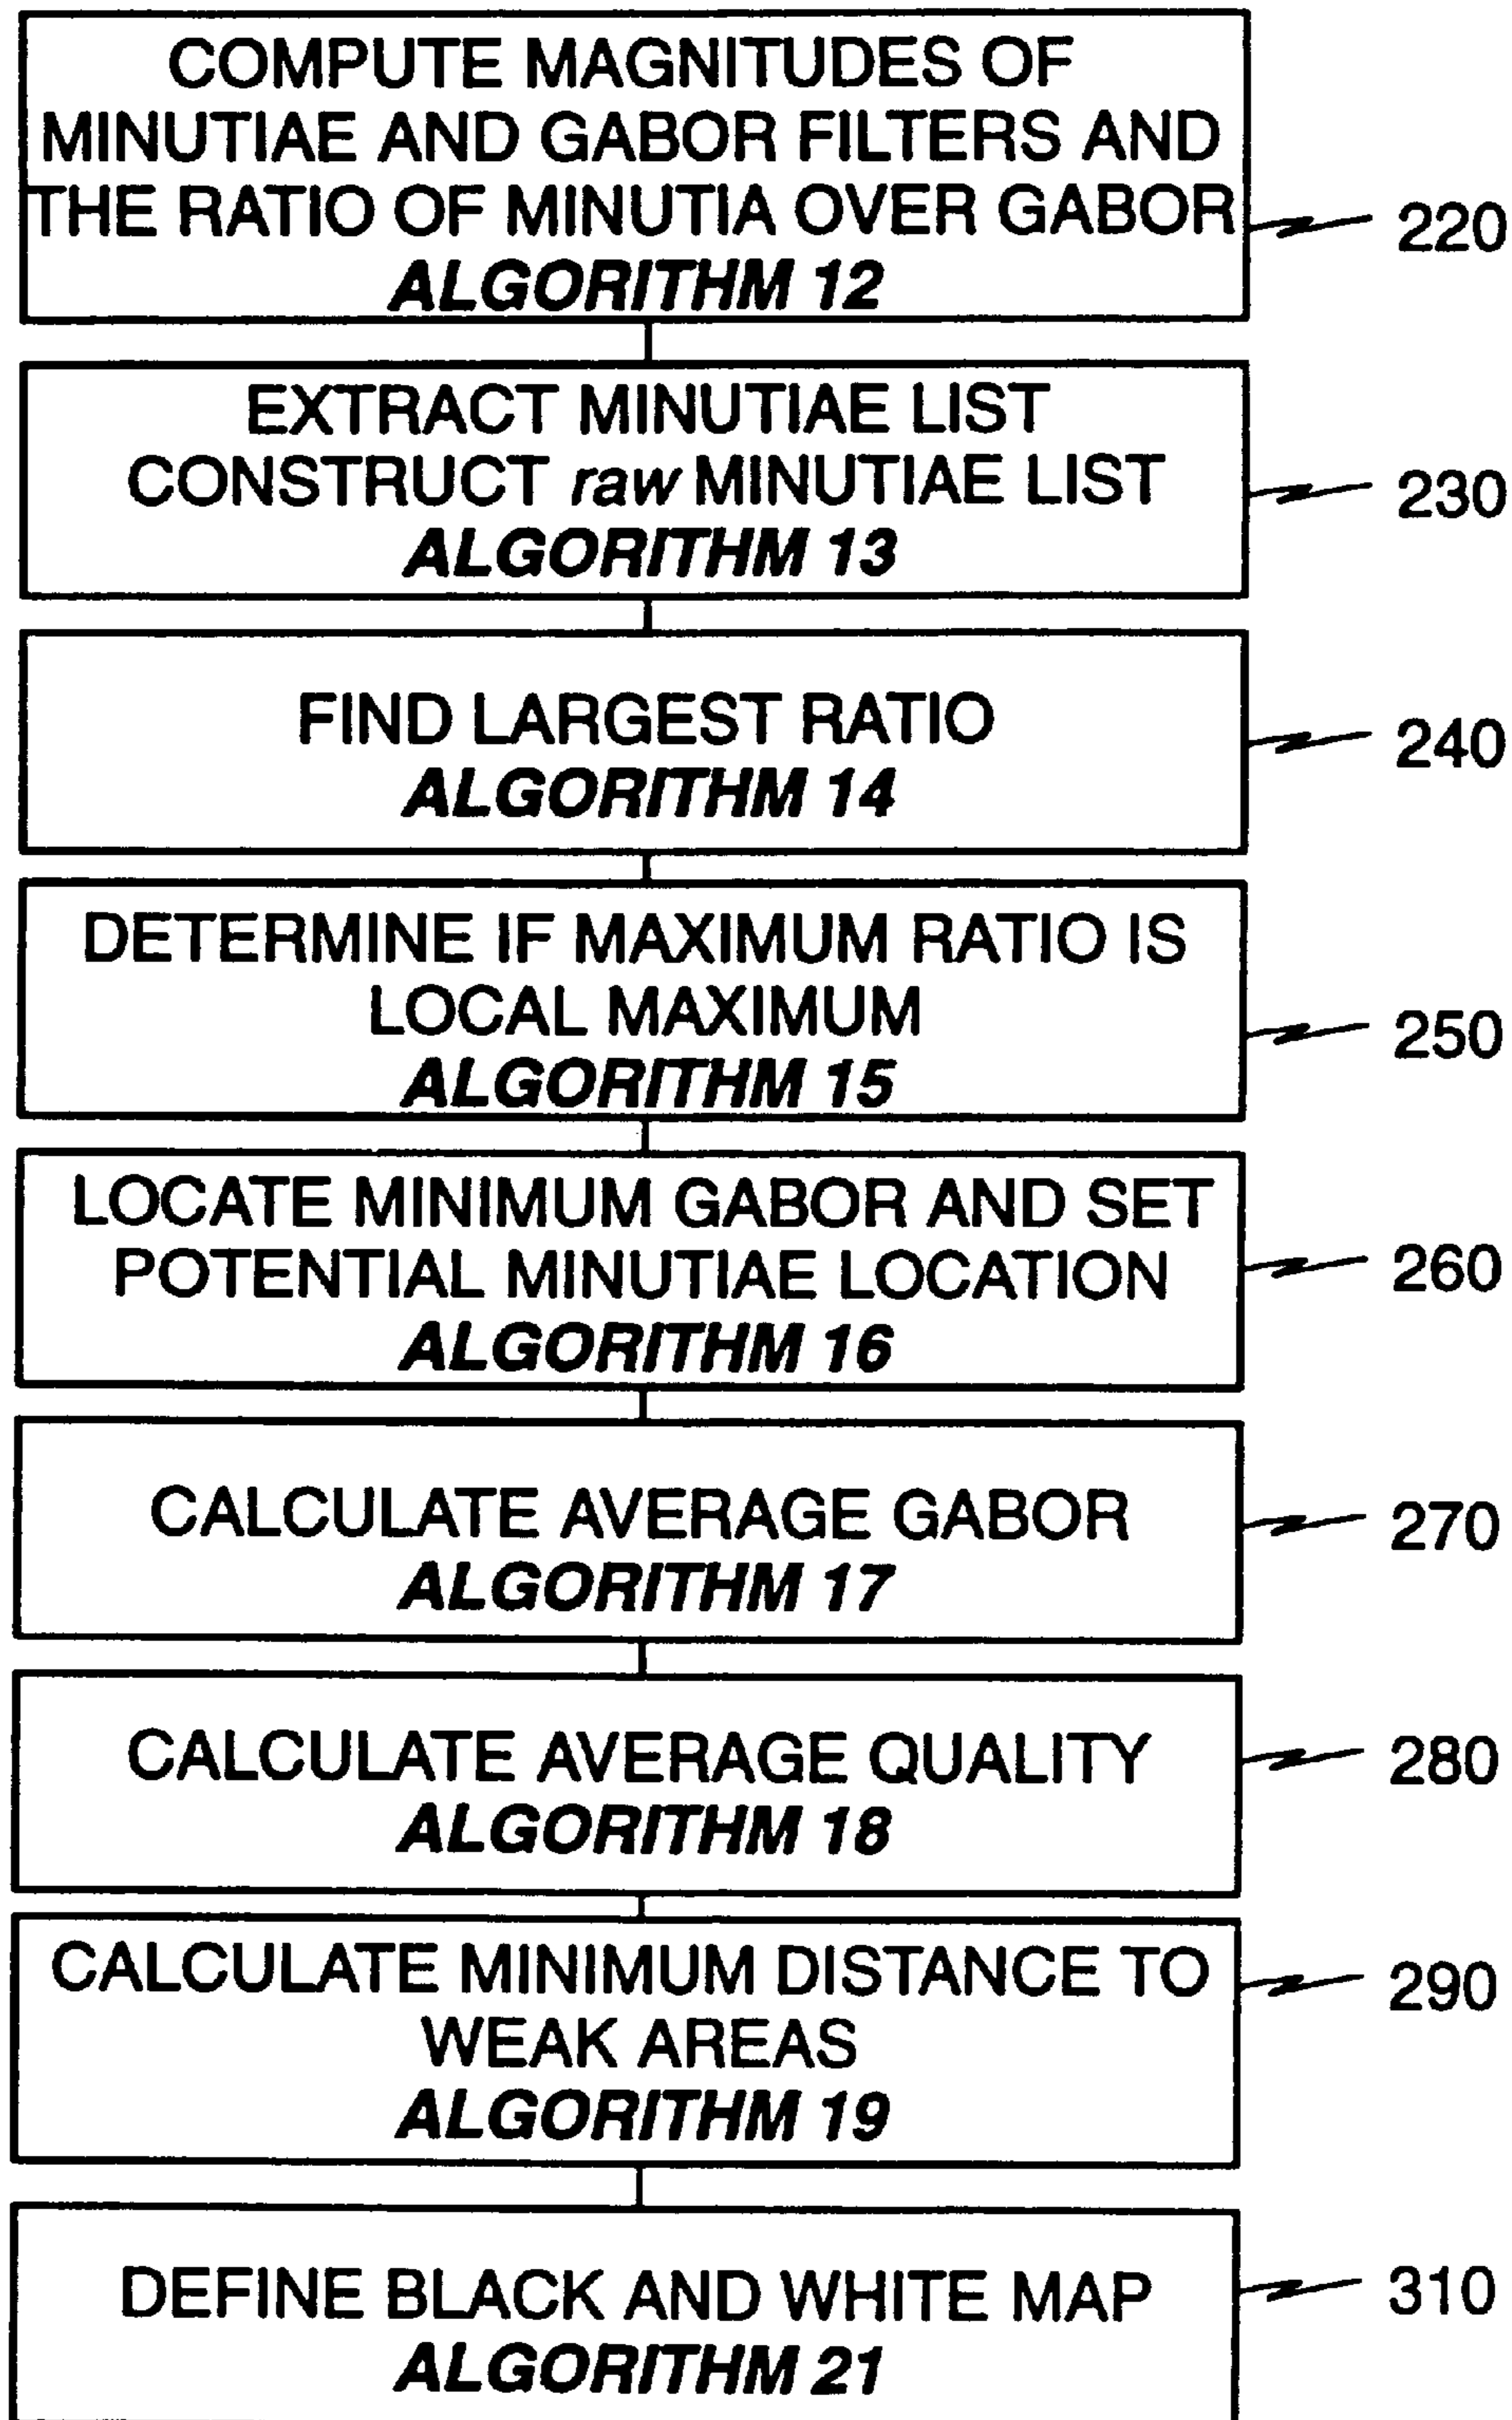 COMPUTE MAGNITUDES OF
MINUTIAE AND GABOR FILTERS AND
THE RATIO OF MINUTIA OVER GABOR
ALGORITHM 12
220
EXTRACT MINUTIAE LIST
CONSTRUCT raw MINUTIAE LIST
ALGORITHM 13
230
FIND LARGEST RATIO
ALGORITHM 14
240
DETERMINE IF MAXIMUM RATIO IS
LOCAL MAXIMUM
ALGORITHM 15
250
LOCATE MINIMUM GABOR AND SET
POTENTIAL MINUTIAE LOCATION
ALGORITHM 16
260
CALCULATE AVERAGE GABOR
ALGORITHM 17
270
CALCULATE AVERAGE QUALITY
ALGORITHM 18
280
CALCULATE MINIMUM DISTANCE TO
WEAK AREAS
ALGORITHM 19
290
DEFINE BLACK AND WHITE MAP
ALGORITHM 21
310